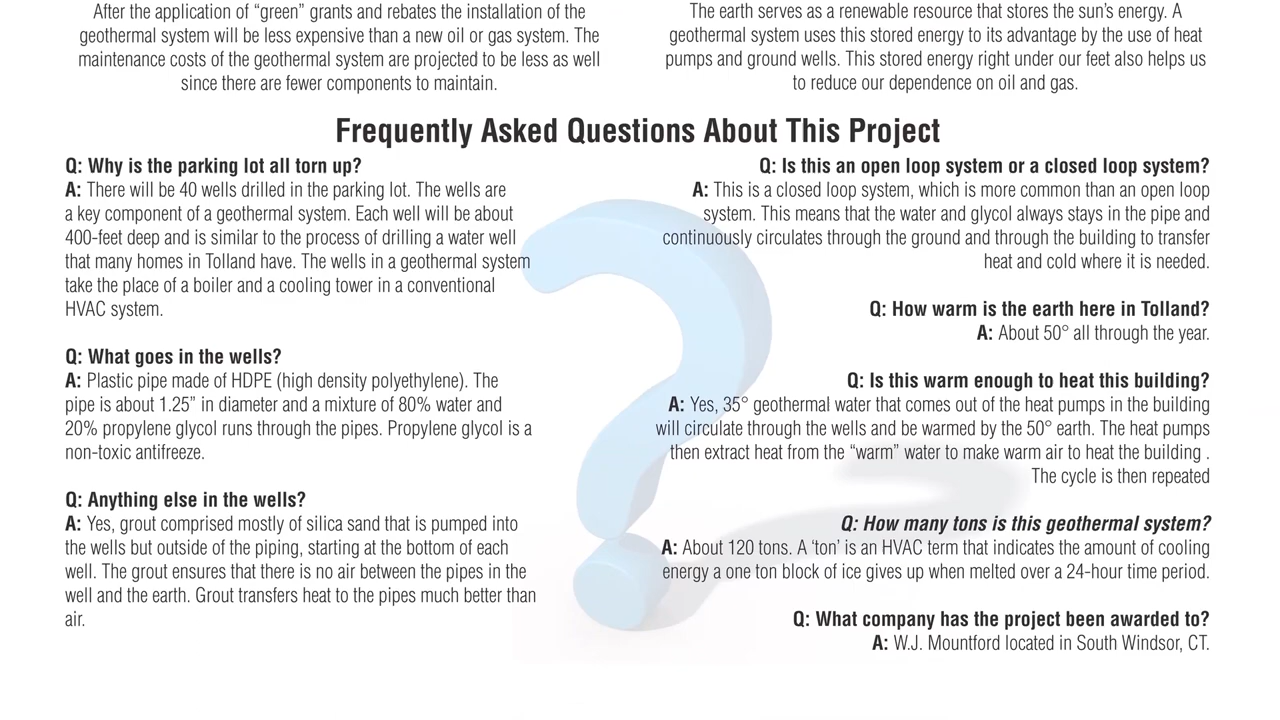 After the application of “green” grants and rebates the installation of the
geothermal system will be less expensive than a new oil or gas system. The
maintenance costs of the geothermal system are projected to be less as well
since there are fewer components to maintain.
The earth serves as a renewable resource that stores the sun’s energy. A
geothermal system uses this stored energy to its advantage by the use of heat
pumps and ground wells. This stored energy right under our feet also helps us
to reduce our dependence on oil and gas.
Frequently Asked Questions About This Project
Q: Why is the parking lot all torn up?
A: There will be 40 wells drilled in the parking lot. The wells are
a key component of a geothermal system. Each well will be about
400-feet deep and is similar to the process of drilling a water well
that many homes in Tolland have. The wells in a geothermal system
take the place of a boiler and a cooling tower in a conventional
HVAC system.
Q: What goes in the wells?
A: Plastic pipe made of HDPE (high density polyethylene). The
pipe is about 1.25” in diameter and a mixture of 80% water and
20% propylene glycol runs through the pipes. Propylene glycol is a
non-toxic antifreeze.
Q: Anything else in the wells?
A: Yes, grout comprised mostly of silica sand that is pumped into
the wells but outside of the piping, starting at the bottom of each
well. The grout ensures that there is no air between the pipes in the
well and the earth. Grout transfers heat to the pipes much better than
air.
Q: Is this an open loop system or a closed loop system?
A: This is a closed loop system, which is more common than an open loop
system. This means that the water and glycol always stays in the pipe and
continuously circulates through the ground and through the building to transfer
heat and cold where it is needed.
Q: How warm is the earth here in Tolland?
A: About 50° all through the year.
Q: Is this warm enough to heat this building?
A: Yes, 35° geothermal water that comes out of the heat pumps in the building
will circulate through the wells and be warmed by the 50° earth. The heat pumps
then extract heat from the “warm” water to make warm air to heat the building .
The cycle is then repeated
Q: How many tons is this geothermal system?
A: About 120 tons. A ‘ton’ is an HVAC term that indicates the amount of cooling
energy a one ton block of ice gives up when melted over a 24-hour time period.
Q: What company has the project been awarded to?
A: W.J. Mountford located in South Windsor, CT.